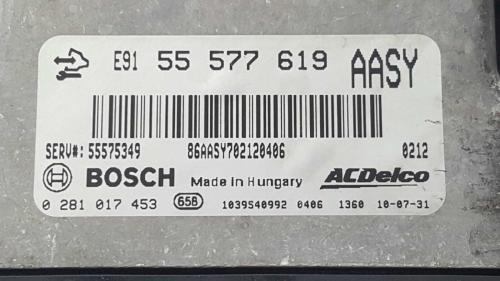 E91 55 577 619 AASY
SERV#: 55575349 86AASY702120406 0212
BOSCH Made in Hungary ACDelco
0 281 017 453 658 1039S40992 0406 1360 10-07-31